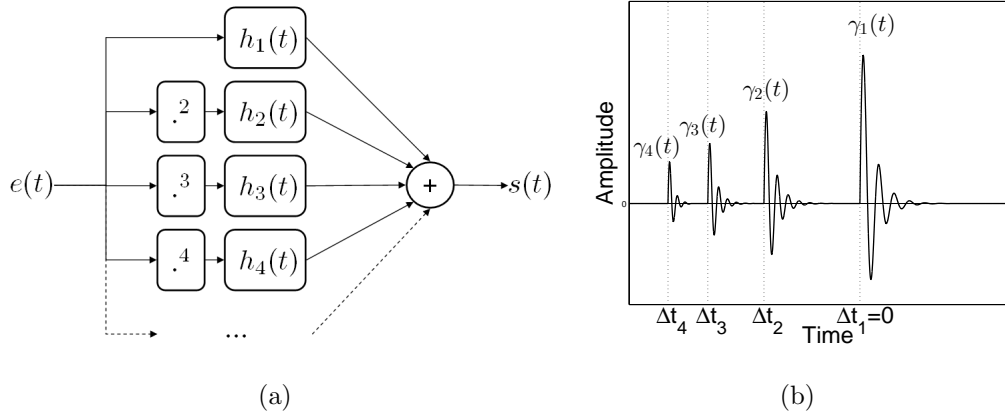 h₁(t)
.² h₂(t)
.³ h₃(t)
e(t) + s(t)
.⁴ h₄(t)
...
(a)
Amplitude
0
γ₄(t)
γ₃(t)
γ₂(t)
γ₁(t)
Δt₄ Δt₃ Δt₂ Δt₁=0
Time
(b)